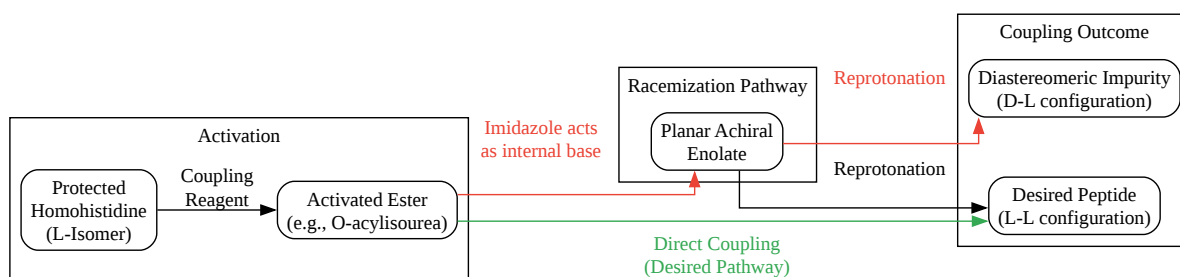 Activation
Protected
Homohistidine
(L-Isomer)
Coupling
Reagent
Activated Ester
(e.g., O-acylisourea)
Imidazole acts
as internal base
Direct Coupling
(Desired Pathway)
Racemization Pathway
Planar Achiral
Enolate
Reprotonation
Reprotonation
Coupling Outcome
Diastereomeric Impurity
(D-L configuration)
Desired Peptide
(L-L configuration)